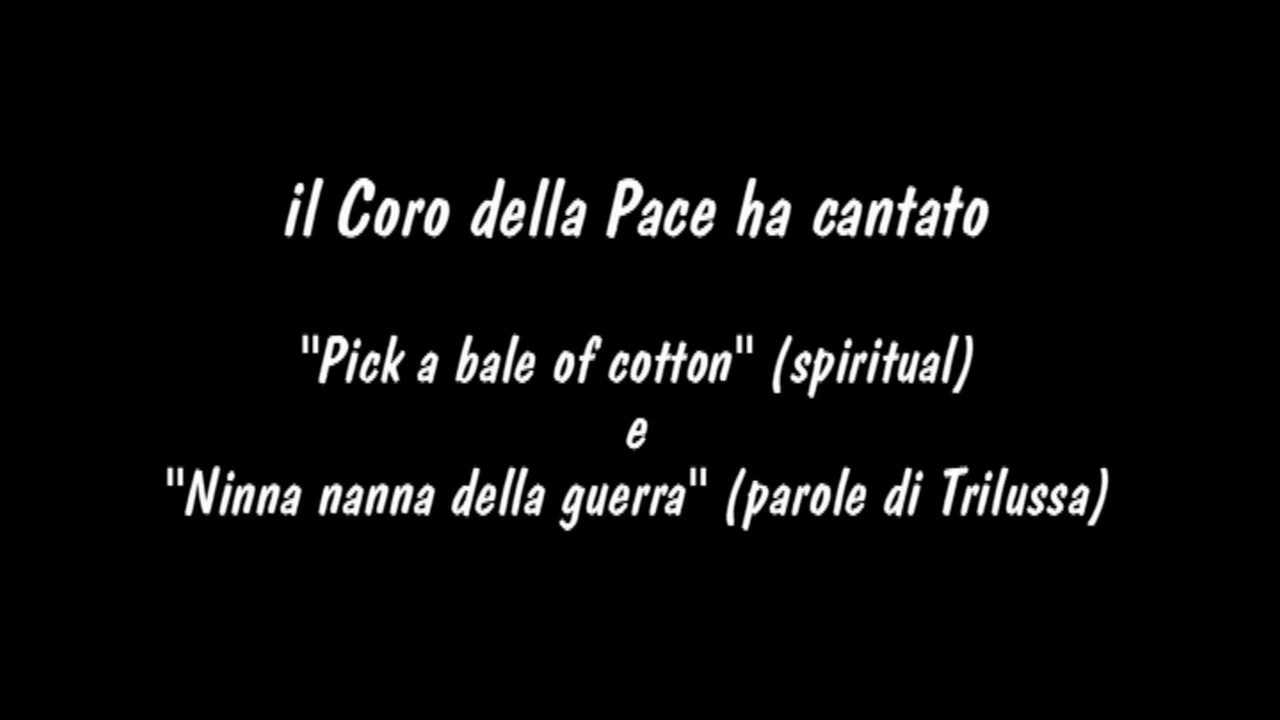 il Coro della Pace ha cantato
"Pick a bale of cotton" (spiritual)
e
"Ninna nanna della guerra" (parole di Trilussa)